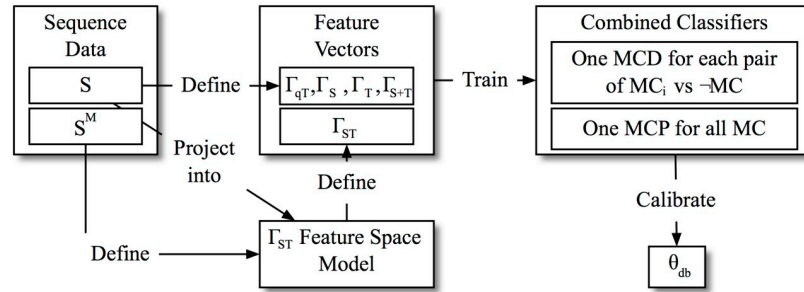 Sequence
Data
S
S^M
Define
Project
into
Define
Feature
Vectors
Γ_qT,Γ_S ,Γ_T,Γ_S+T
Γ_ST
Define
Γ_ST Feature Space
Model
Train
Combined Classifiers
One MCD for each pair
of MC_i vs ¬MC
One MCP for all MC
Calibrate
θ_db